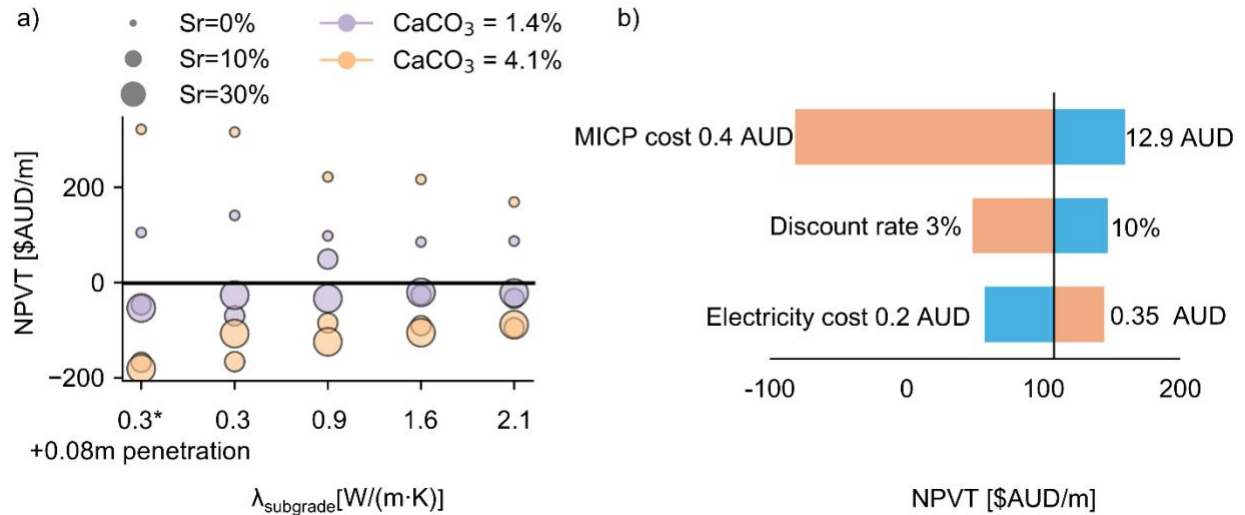 a)
Sr=0%
Sr=10%
Sr=30%
CaCO₃ = 1.4%
CaCO₃ = 4.1%
NPVT [$AUD/m]
200
0
−200
0.3*
0.3
0.9
1.6
2.1
+0.08m penetration
λsubgrade[W/(m·K)]
b)
MICP cost 0.4 AUD
12.9 AUD
Discount rate 3%
10%
Electricity cost 0.2 AUD
0.35 AUD
-100
0
100
200
NPVT [$AUD/m]